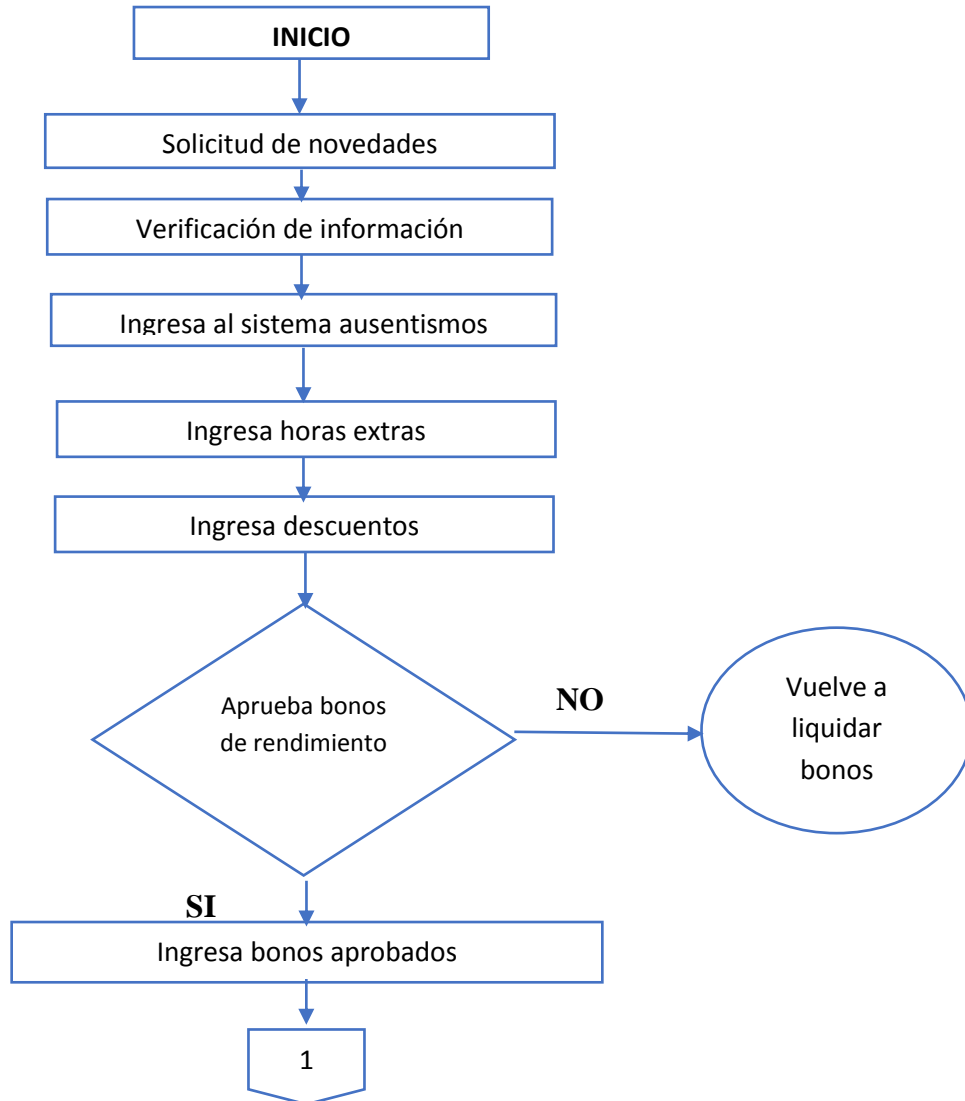 INICIO
Solicitud de novedades
Verificación de información
Ingresa al sistema ausentismos
Ingresa horas extras
Ingresa descuentos
Aprueba bonos
de rendimiento
NO
Vuelve a
liquidar
bonos
SI
Ingresa bonos aprobados
1